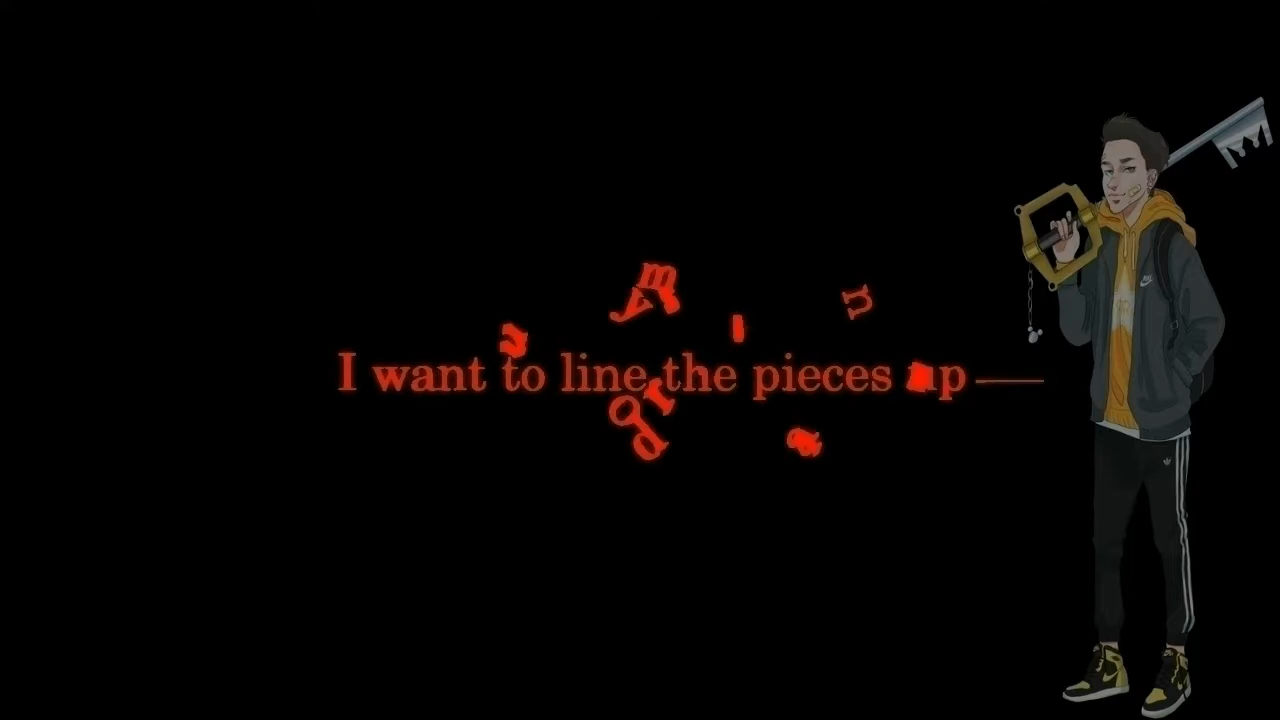 I want to line the pieces up —